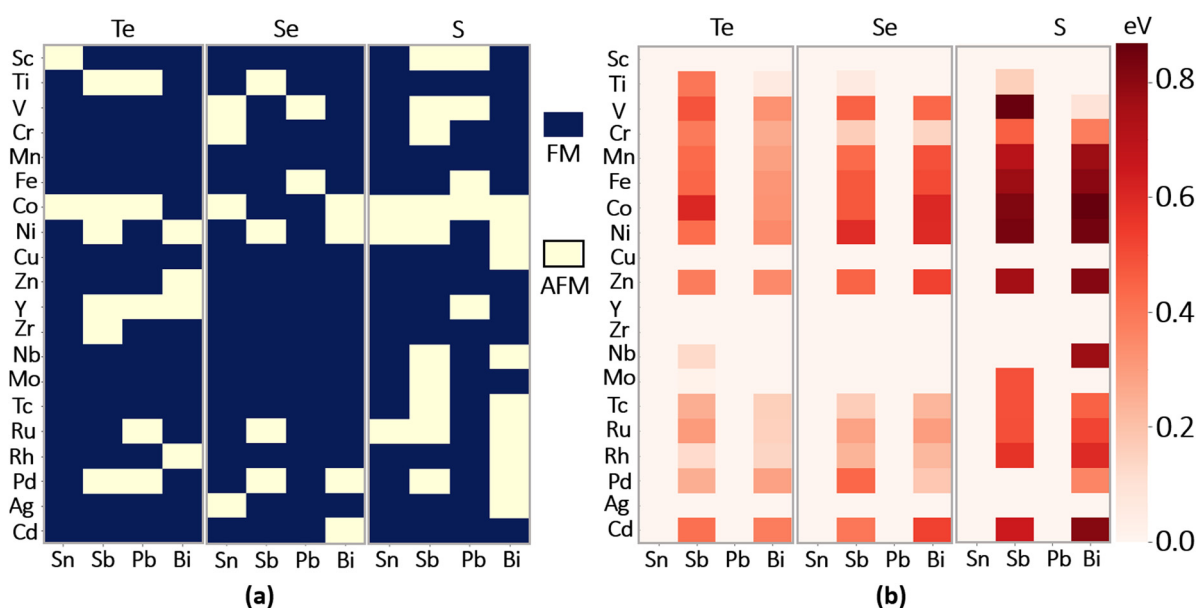 Te Se S
Sc
Ti
V
Cr
Mn
Fe
Co
Ni
Cu
Zn
Y
Zr
Nb
Mo
Tc
Ru
Rh
Pd
Ag
Cd
Sn Sb Pb Bi Sn Sb Pb Bi Sn Sb Pb Bi
FM
AFM
(a)
Te Se S eV
Sc
Ti
V
Cr
Mn
Fe
Co
Ni
Cu
Zn
Y
Zr
Nb
Mo
Tc
Ru
Rh
Pd
Ag
Cd
Sn Sb Pb Bi Sn Sb Pb Bi Sn Sb Pb Bi
0.8
0.6
0.4
0.2
0.0
(b)